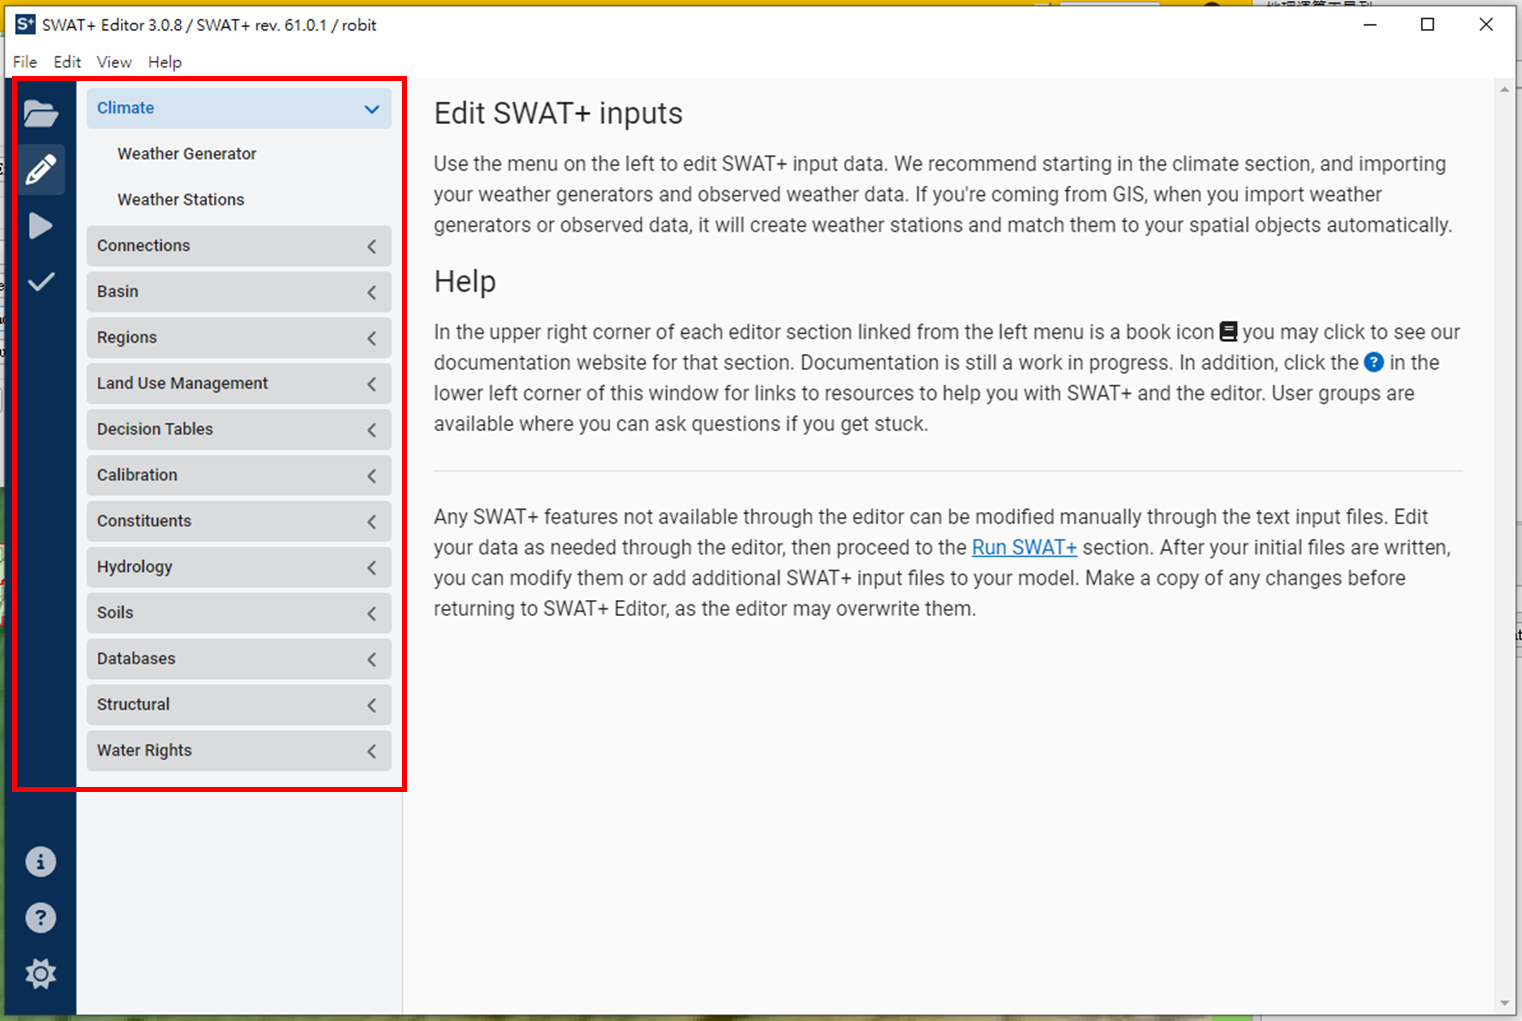 S+ SWAT+ Editor 3.0.8 / SWAT+ rev. 61.0.1 / robit
File Edit View Help
Climate
Weather Generator
Weather Stations
Connections
Basin
Regions
Land Use Management
Decision Tables
Calibration
Constituents
Hydrology
Soils
Databases
Structural
Water Rights
Edit SWAT+ inputs
Use the menu on the left to edit SWAT+ input data. We recommend starting in the climate section, and importing
your weather generators and observed weather data. If you're coming from GIS, when you import weather
generators or observed data, it will create weather stations and match them to your spatial objects automatically.
Help
In the upper right corner of each editor section linked from the left menu is a book icon you may click to see our
documentation website for that section. Documentation is still a work in progress. In addition, click the ? in the
lower left corner of this window for links to resources to help you with SWAT+ and the editor. User groups are
available where you can ask questions if you get stuck.
Any SWAT+ features not available through the editor can be modified manually through the text input files. Edit
your data as needed through the editor, then proceed to the Run SWAT+ section. After your initial files are written,
you can modify them or add additional SWAT+ input files to your model. Make a copy of any changes before
returning to SWAT+ Editor, as the editor may overwrite them.